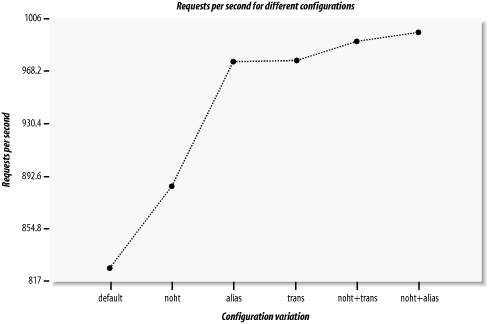 Requests per second for different configurations
1006
968.2
930.4
892.6
854.8
817
Requests per second
default noht alias trans noht+trans noht+alias
Configuration variation